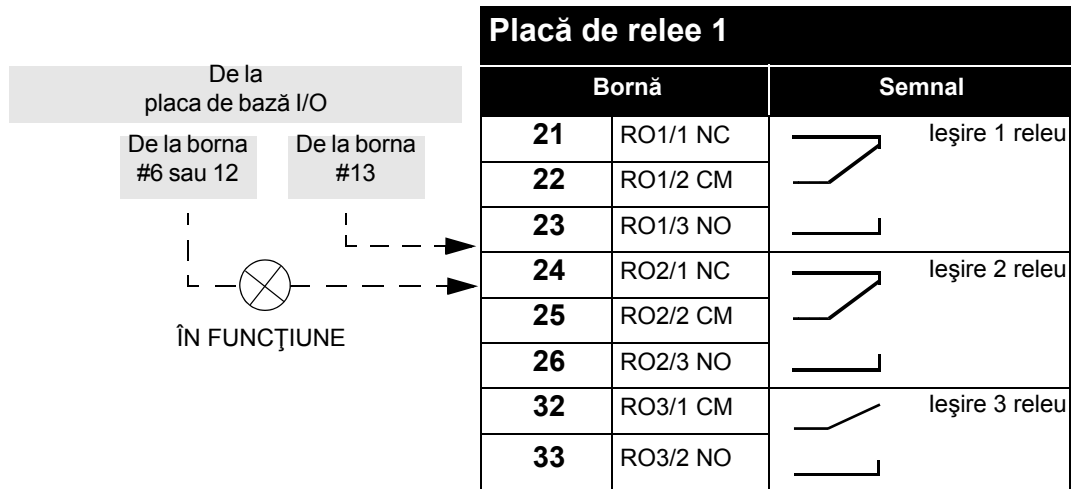 Placă de relee 1
De la
placa de bază I/O
De la borna
#6 sau 12
De la borna
#13
ÎN FUNCŢIUNE
Bornă Semnal
21 RO1/1 NC Ieşire 1 releu
22 RO1/2 CM
23 RO1/3 NO
24 RO2/1 NC Ieşire 2 releu
25 RO2/2 CM
26 RO2/3 NO
32 RO3/1 CM Ieşire 3 releu
33 RO3/2 NO